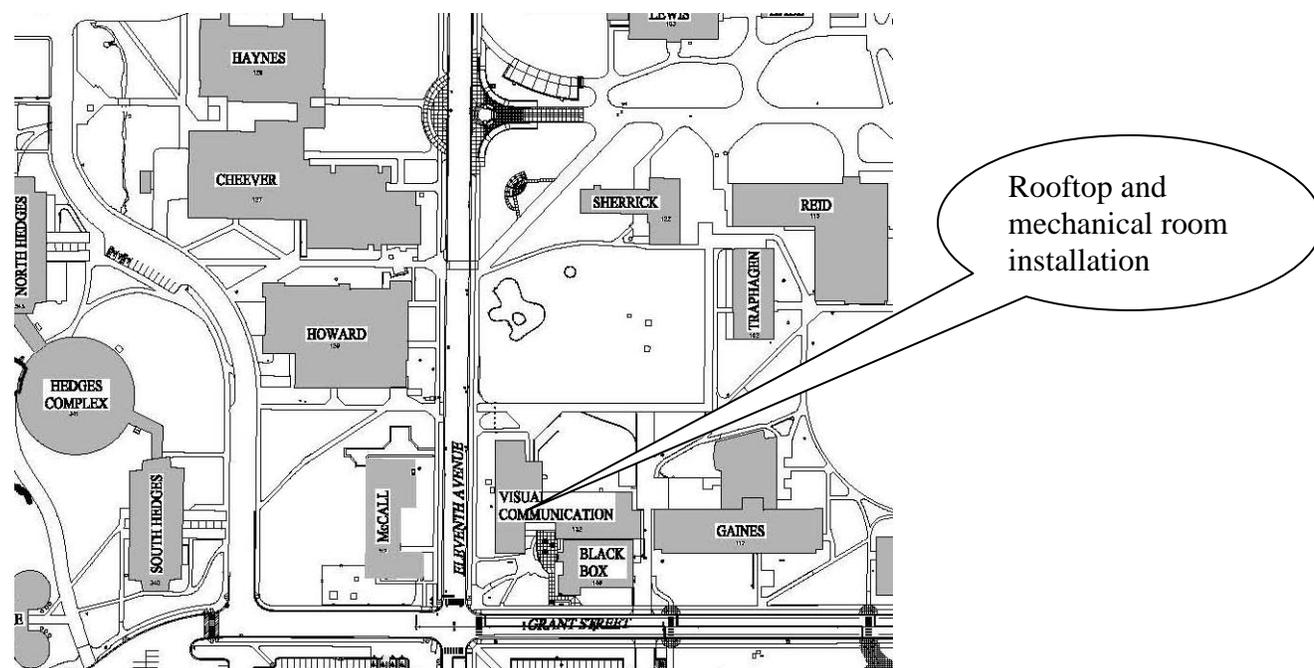 LEWIS
HAYNES
CHEEVER
SHERRICK
REID
NORTH HEDGES
TRAPHAGEN
HOWARD
HEDGES
COMPLEX
ELEVENTH AVENUE
McCALL
VISUAL
COMMUNICATION
SOUTH HEDGES
GAINES
BLACK
BOX
GRANT STREET
Rooftop and
mechanical room
installation